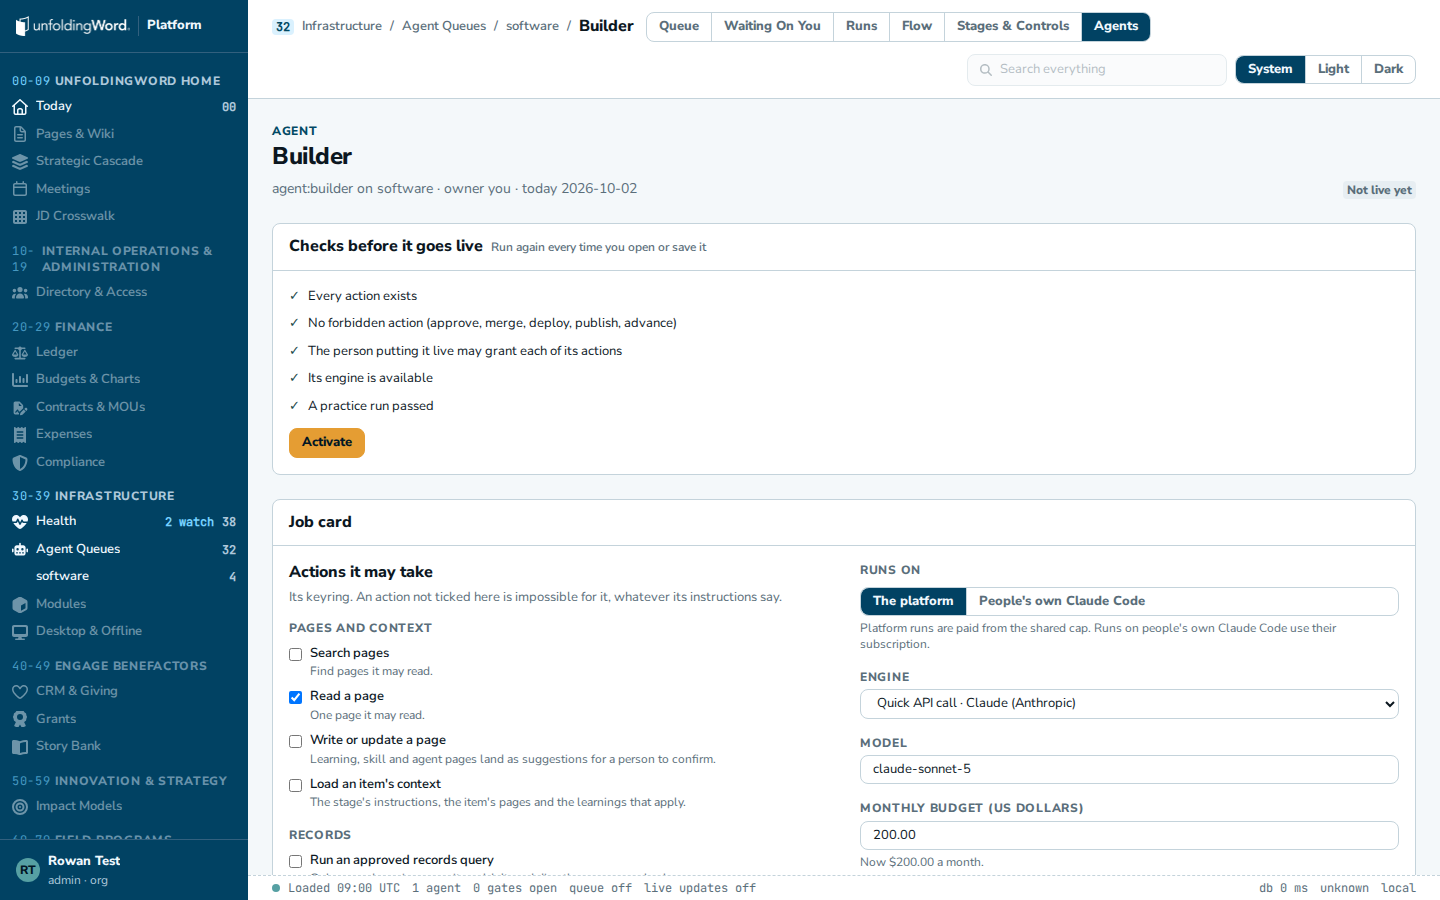 unfoldingWord Platform
00-09 UNFOLDINGWORD HOME
Today 00
Pages & Wiki
Strategic Cascade
Meetings
JD Crosswalk
10-19 INTERNAL OPERATIONS & ADMINISTRATION
Directory & Access
20-29 FINANCE
Ledger
Budgets & Charts
Contracts & MOUs
Expenses
Compliance
30-39 INFRASTRUCTURE
Health 2 watch 38
Agent Queues 32
software 4
Modules
Desktop & Offline
40-49 ENGAGE BENEFACTORS
CRM & Giving
Grants
Story Bank
50-59 INNOVATION & STRATEGY
Impact Models
RT Rowan Test
admin · org
32 Infrastructure / Agent Queues / software / Builder
Queue Waiting On You Runs Flow Stages & Controls Agents
Search everything
System Light Dark
AGENT
Builder
agent:builder on software · owner you · today 2026-10-02
Not live yet
Checks before it goes live Run again every time you open or save it
✓ Every action exists
✓ No forbidden action (approve, merge, deploy, publish, advance)
✓ The person putting it live may grant each of its actions
✓ Its engine is available
✓ A practice run passed
Activate
Job card
Actions it may take
Its keyring. An action not ticked here is impossible for it, whatever its instructions say.
PAGES AND CONTEXT
Search pages
Find pages it may read.
Read a page
One page it may read.
Write or update a page
Learning, skill and agent pages land as suggestions for a person to confirm.
Load an item's context
The stage's instructions, the item's pages and the learnings that apply.
RECORDS
Run an approved records query
RUNS ON
The platform People's own Claude Code
Platform runs are paid from the shared cap. Runs on people's own Claude Code use their
subscription.
ENGINE
Quick API call · Claude (Anthropic)
MODEL
claude-sonnet-5
MONTHLY BUDGET (US DOLLARS)
200.00
Now $200.00 a month.
Loaded 09:00 UTC 1 agent 0 gates open queue off live updates off
db 0 ms unknown local